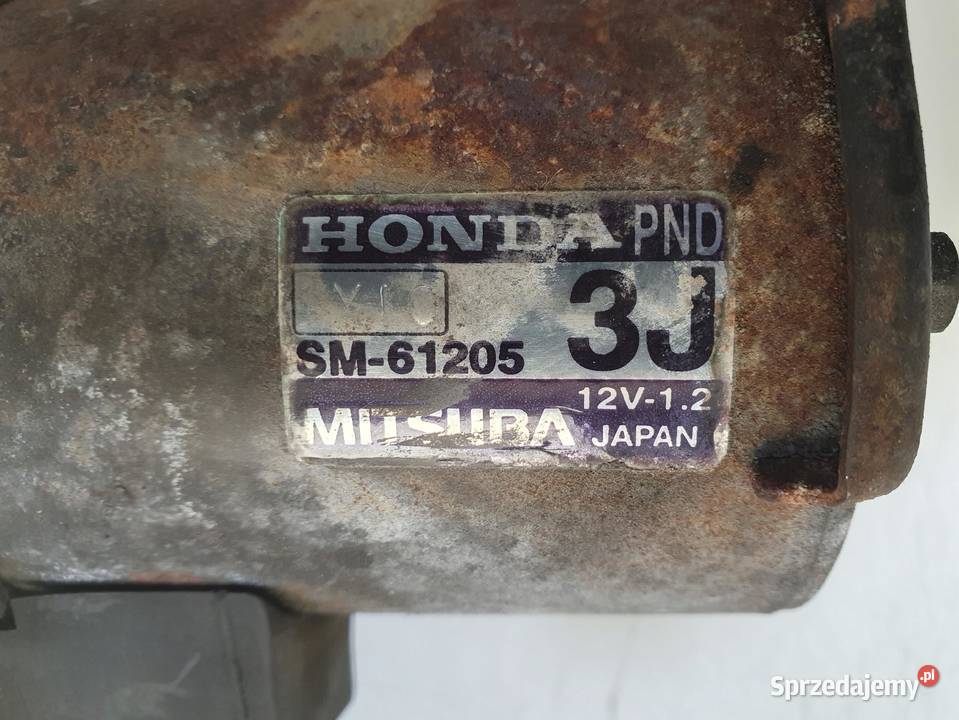 HONDA PND
3J
SM-61205
12V-1.2
MITSUBA JAPAN
Sprzedajemy.pl